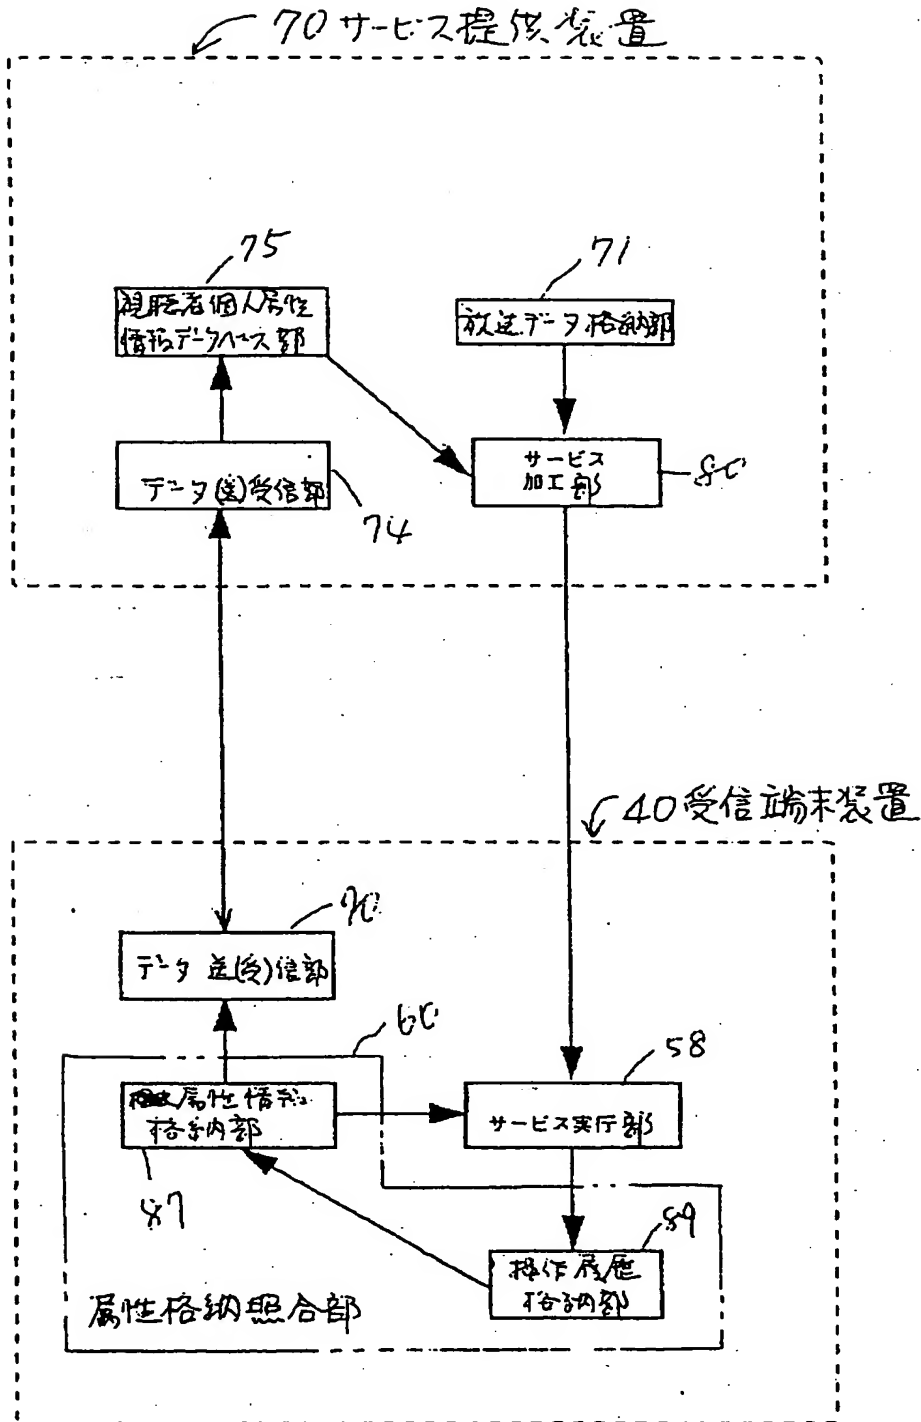 70 サービス提供装置
75
視聴者個人属性
情報データベース部
71
放送データ格納部
データ(送)受信部
74
サービス
加工部
80
40 受信端末装置
90
データ送(受)信部
60
属性情報
格納部
87
58
サービス実行部
89
操作履歴
格納部
属性格納照合部